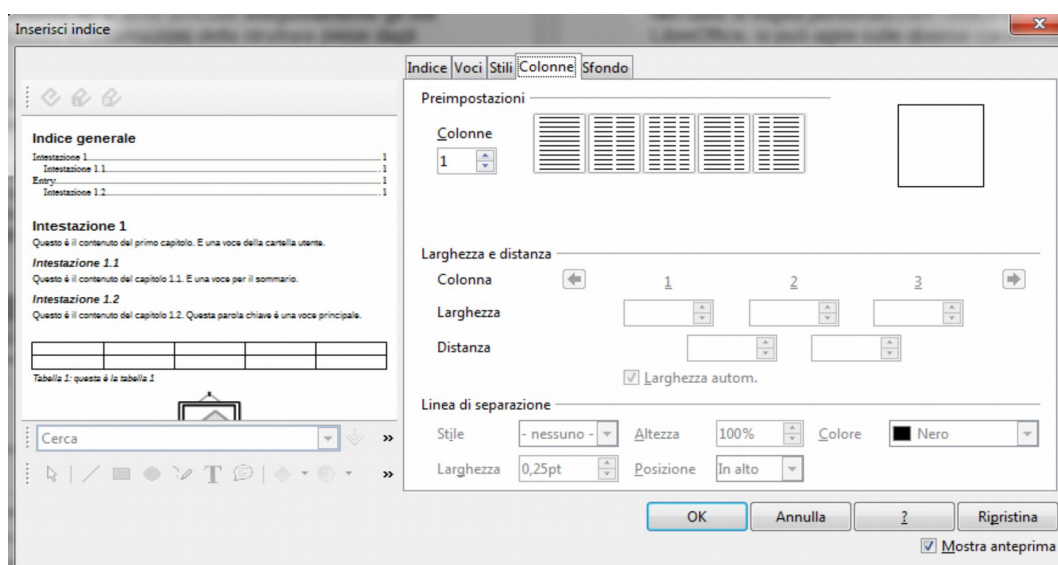 Inserisci indice
Indice Voci Stili Colonne Sfondo
Indice generale
Intestazione 1 1
Intestazione 1.1 1
Entry 1
Intestazione 1.2 1
Intestazione 1
Questo è il contenuto del primo capitolo. È una voce della cartella utente.
Intestazione 1.1
Questo è il contenuto del capitolo 1.1. È una voce per il sommario.
Intestazione 1.2
Questo è il contenuto del capitolo 1.2. Questa parola chiave è una voce principale.
Tabella 1: questa è la tabella 1
Cerca
Preimpostazioni
Colonne
1
Larghezza e distanza
Colonna 1 2 3
Larghezza
Distanza
Larghezza autom.
Linea di separazione
Stile - nessuno - Altezza 100% Colore Nero
Larghezza 0,25pt Posizione In alto
OK Annulla ? Ripristina
Mostra anteprima